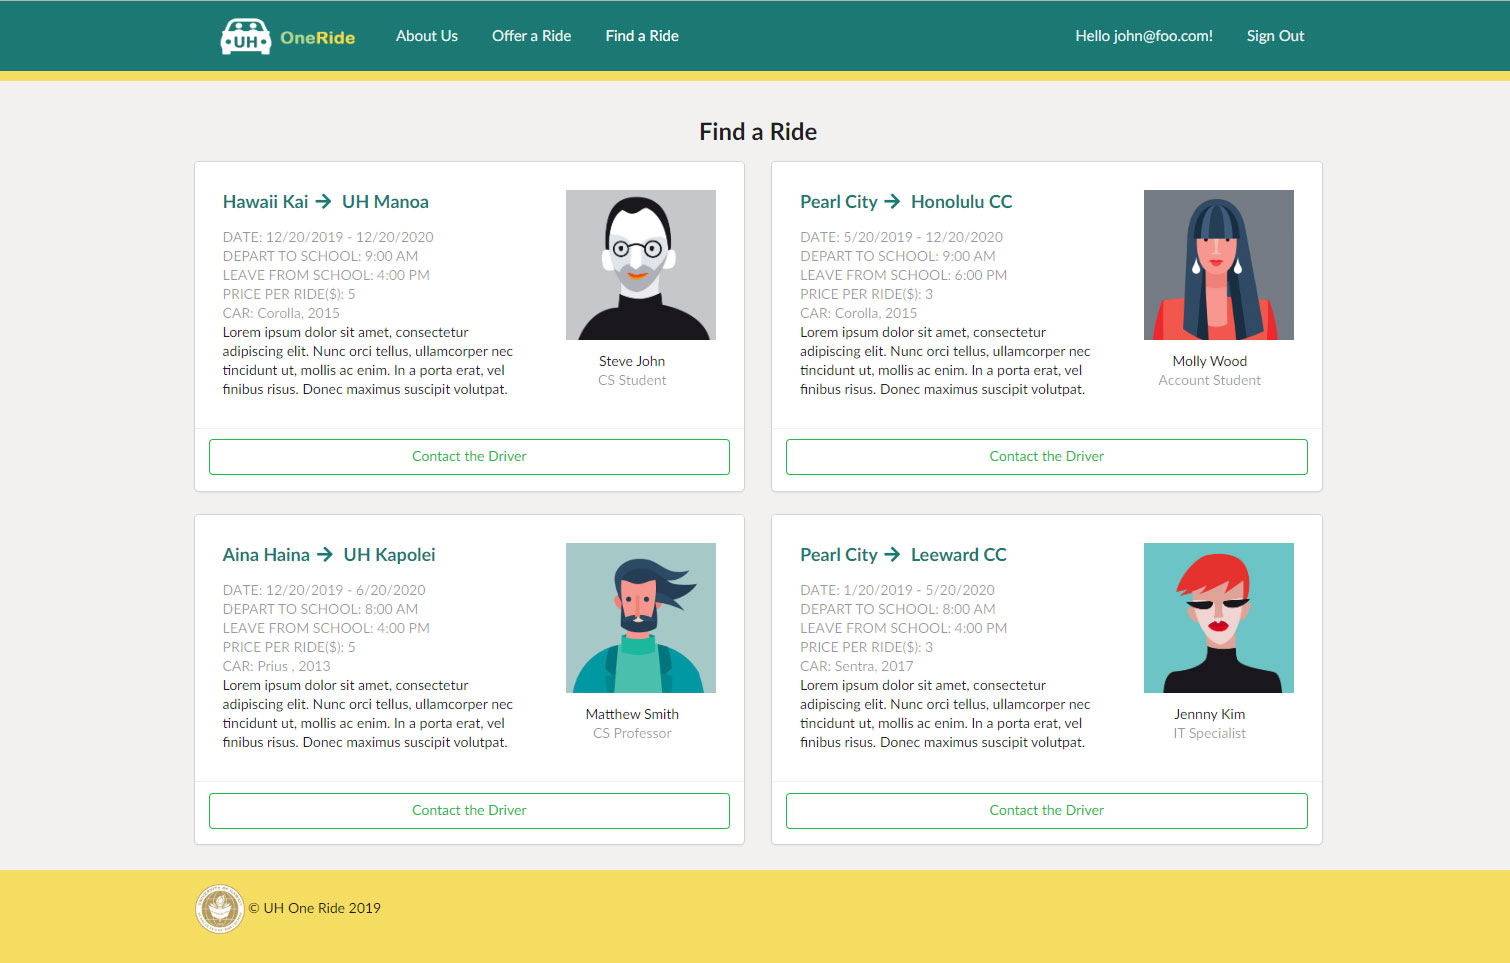 UH OneRide About Us Offer a Ride Find a Ride Hello john@foo.com! Sign Out
Find a Ride
Hawaii Kai → UH Manoa
DATE: 12/20/2019 - 12/20/2020
DEPART TO SCHOOL: 9:00 AM
LEAVE FROM SCHOOL: 4:00 PM
PRICE PER RIDE($): 5
CAR: Corolla, 2015
Lorem ipsum dolor sit amet, consectetur
adipiscing elit. Nunc orci tellus, ullamcorper nec
tincidunt ut, mollis ac enim. In a porta erat, vel
finibus risus. Donec maximus suscipit volutpat.
Steve John
CS Student
Contact the Driver
Pearl City → Honolulu CC
DATE: 5/20/2019 - 12/20/2020
DEPART TO SCHOOL: 9:00 AM
LEAVE FROM SCHOOL: 6:00 PM
PRICE PER RIDE($): 3
CAR: Corolla, 2015
Lorem ipsum dolor sit amet, consectetur
adipiscing elit. Nunc orci tellus, ullamcorper nec
tincidunt ut, mollis ac enim. In a porta erat, vel
finibus risus. Donec maximus suscipit volutpat.
Molly Wood
Account Student
Contact the Driver
Aina Haina → UH Kapolei
DATE: 12/20/2019 - 6/20/2020
DEPART TO SCHOOL: 8:00 AM
LEAVE FROM SCHOOL: 4:00 PM
PRICE PER RIDE($): 5
CAR: Prius , 2013
Lorem ipsum dolor sit amet, consectetur
adipiscing elit. Nunc orci tellus, ullamcorper nec
tincidunt ut, mollis ac enim. In a porta erat, vel
finibus risus. Donec maximus suscipit volutpat.
Matthew Smith
CS Professor
Contact the Driver
Pearl City → Leeward CC
DATE: 1/20/2019 - 5/20/2020
DEPART TO SCHOOL: 8:00 AM
LEAVE FROM SCHOOL: 4:00 PM
PRICE PER RIDE($): 3
CAR: Sentra, 2017
Lorem ipsum dolor sit amet, consectetur
adipiscing elit. Nunc orci tellus, ullamcorper nec
tincidunt ut, mollis ac enim. In a porta erat, vel
finibus risus. Donec maximus suscipit volutpat.
Jennny Kim
IT Specialist
Contact the Driver
© UH One Ride 2019